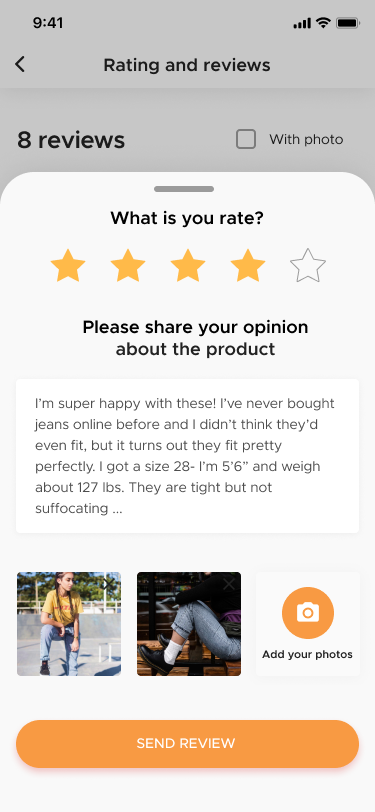 9:41
Rating and reviews
8 reviews
With photo
What is you rate?
Please share your opinion
about the product
I’m super happy with these! I’ve never bought
jeans online before and I didn’t think they’d
even fit, but it turns out they fit pretty
perfectly. I got a size 28- I’m 5’6” and weigh
about 127 lbs. They are tight but not
suffocating ...
Add your photos
SEND REVIEW